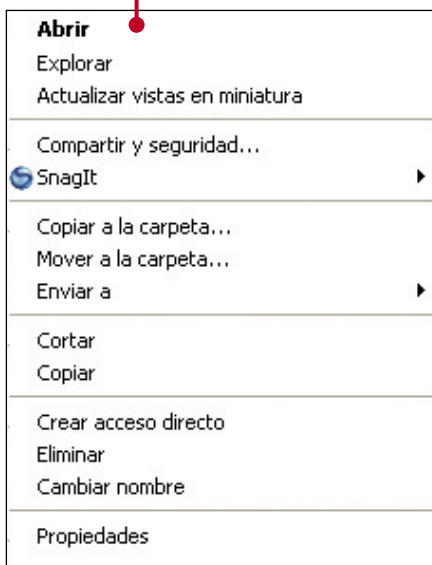 Abrir
Explorar
Actualizar vistas en miniatura
Compartir y seguridad...
SnagIt
Copiar a la carpeta...
Mover a la carpeta...
Enviar a
Cortar
Copiar
Crear acceso directo
Eliminar
Cambiar nombre
Propiedades